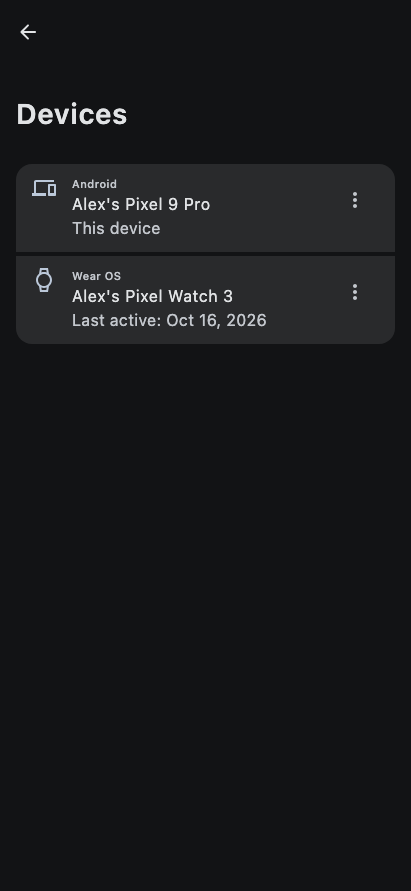 Devices
Android
Alex's Pixel 9 Pro
This device
Wear OS
Alex's Pixel Watch 3
Last active: Oct 16, 2026